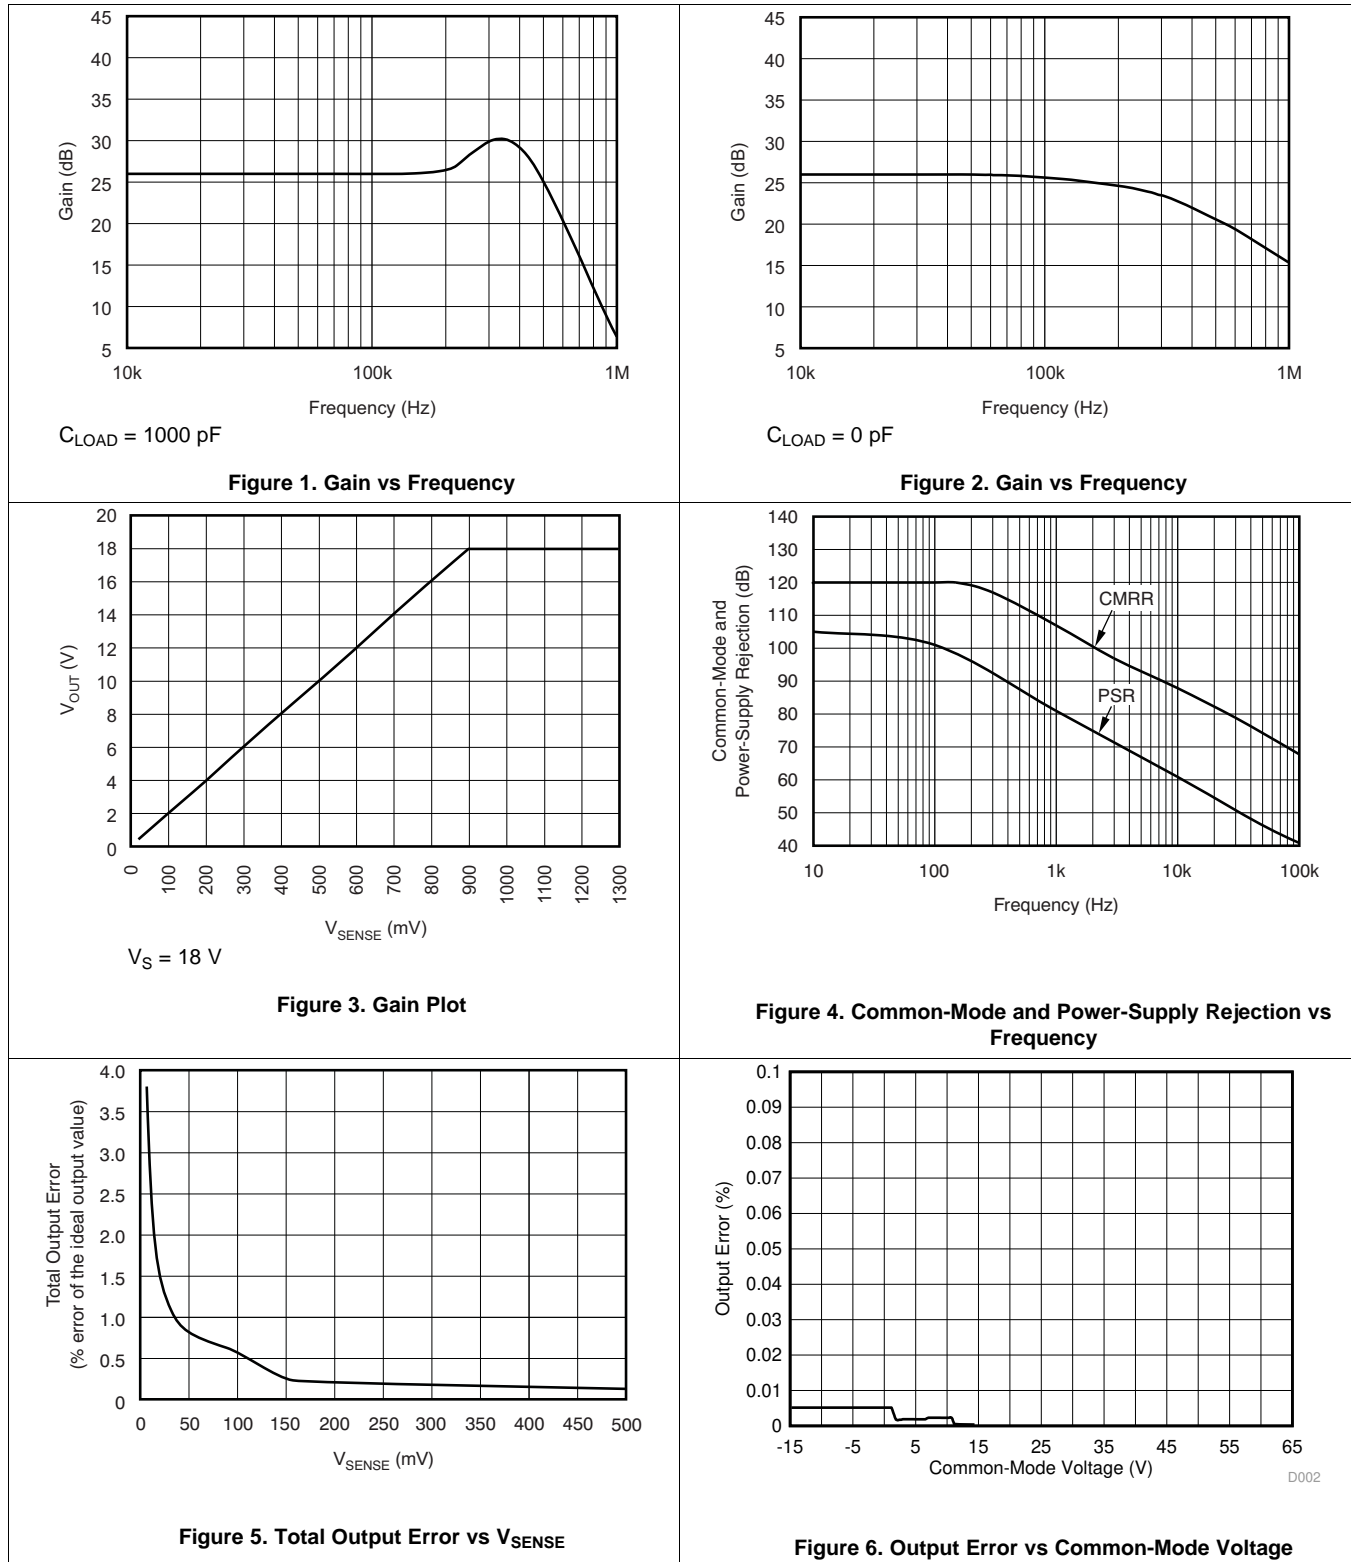 45
40
35
30
25
20
15
10
5
Gain (dB)
10k 100k 1M
Frequency (Hz)
C_LOAD = 1000 pF
Figure 1. Gain vs Frequency
45
40
35
30
25
20
15
10
5
Gain (dB)
10k 100k 1M
Frequency (Hz)
C_LOAD = 0 pF
Figure 2. Gain vs Frequency
20
18
16
14
12
10
8
6
4
2
0
V_OUT (V)
0 100 200 300 400 500 600 700 800 900 1000 1100 1200 1300
V_SENSE (mV)
V_S = 18 V
Figure 3. Gain Plot
140
130
120
110
100
90
80
70
60
50
40
Common-Mode and
Power-Supply Rejection (dB)
CMRR
PSR
10 100 1k 10k 100k
Frequency (Hz)
Figure 4. Common-Mode and Power-Supply Rejection vs
Frequency
4.0
3.5
3.0
2.5
2.0
1.5
1.0
0.5
0
Total Output Error
(% error of the ideal output value)
0 50 100 150 200 250 300 350 400 450 500
V_SENSE (mV)
Figure 5. Total Output Error vs V_SENSE
0.1
0.09
0.08
0.07
0.06
0.05
0.04
0.03
0.02
0.01
0
Output Error (%)
-15 -5 5 15 25 35 45 55 65
Common-Mode Voltage (V)
D002
Figure 6. Output Error vs Common-Mode Voltage